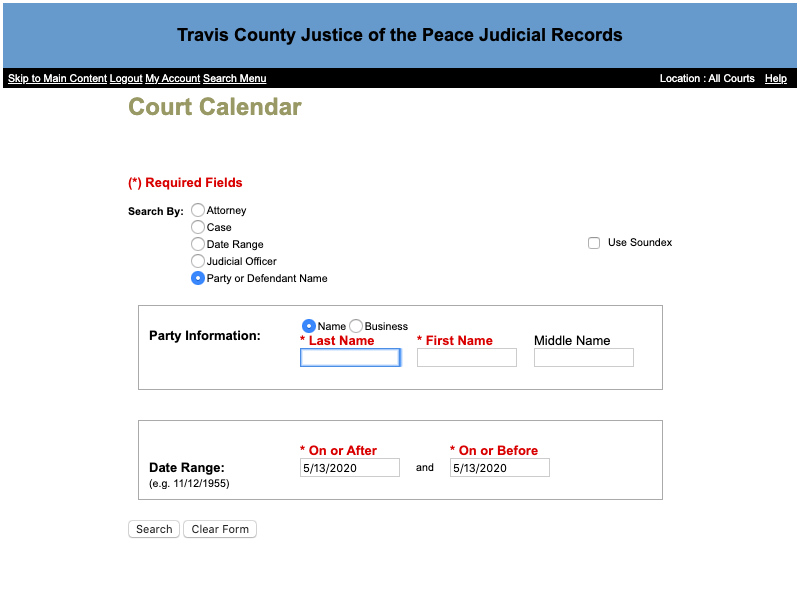 Travis County Justice of the Peace Judicial Records
Skip to Main Content Logout My Account Search Menu Location : All Courts Help
Court Calendar
(*) Required Fields
Search By: Attorney
Case
Date Range
Use Soundex
Judicial Officer
Party or Defendant Name
Name Business
Party Information:
* Last Name * First Name Middle Name
* On or After * On or Before
Date Range: 5/13/2020 and 5/13/2020
(e.g. 11/12/1955)
Search Clear Form